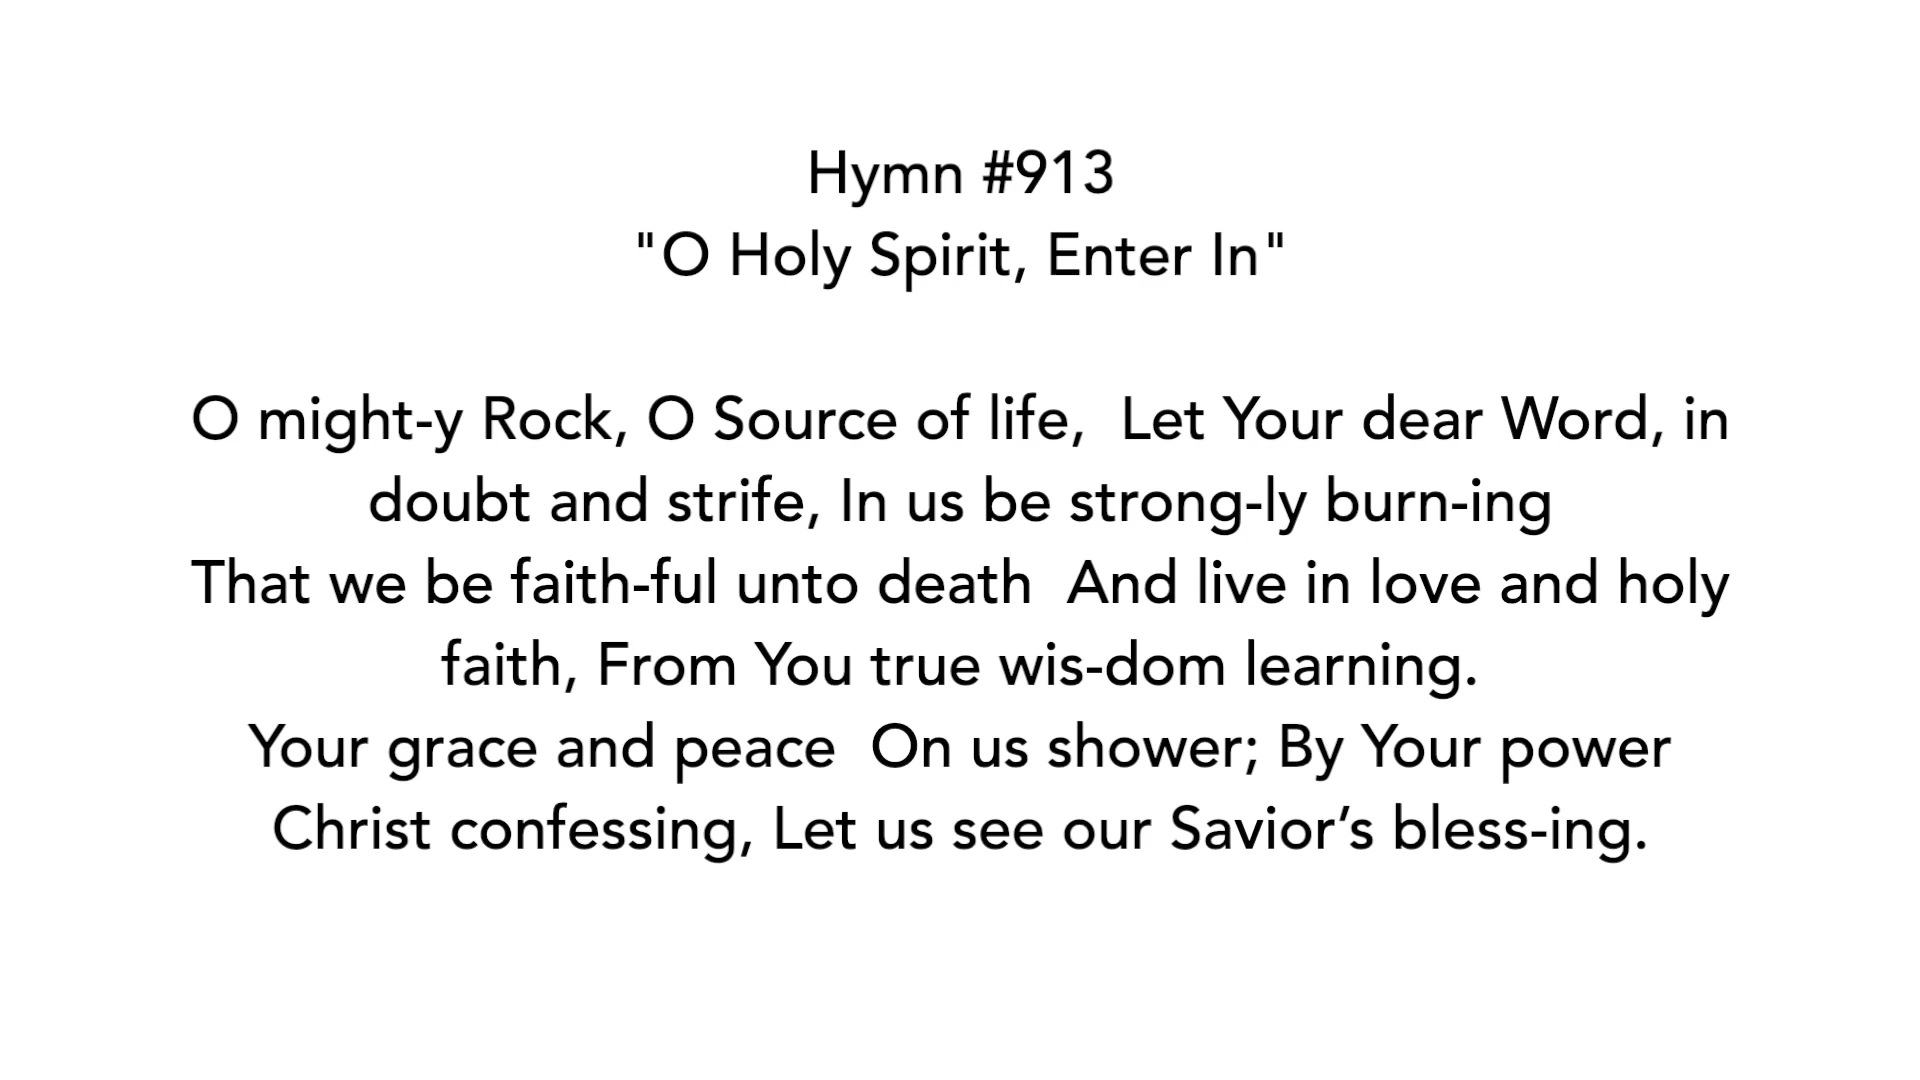 Hymn #913
"O Holy Spirit, Enter In"
O might-y Rock, O Source of life,  Let Your dear Word, in
doubt and strife, In us be strong-ly burn-ing
That we be faith-ful unto death  And live in love and holy
faith, From You true wis-dom learning.
Your grace and peace  On us shower; By Your power
Christ confessing, Let us see our Savior’s bless-ing.